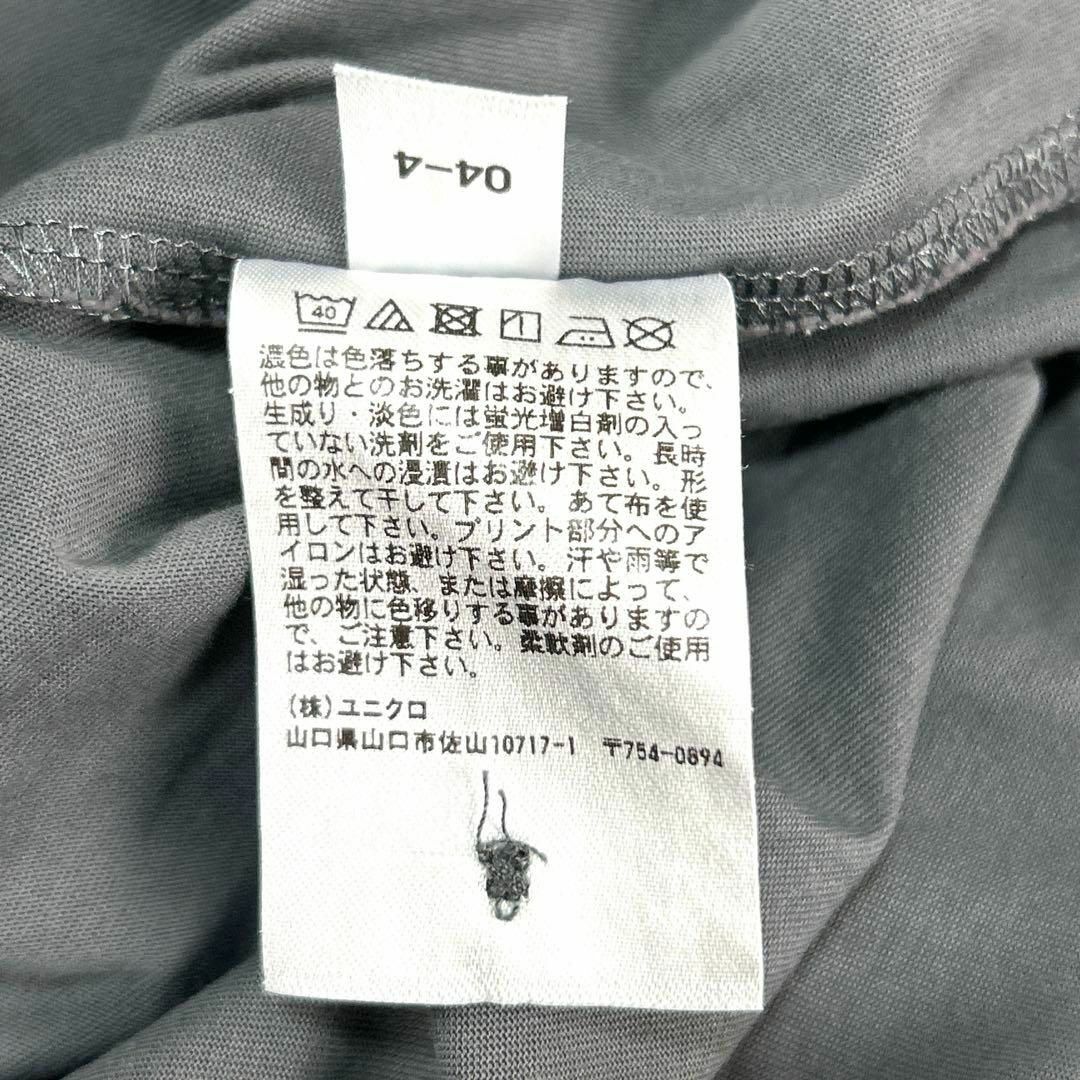 04-4
40
濃色は色落ちする事がありますので、
他の物とのお洗濯はお避け下さい。
生成り・淡色には蛍光増白剤の入っ
ていない洗剤をご使用下さい。長時
間の水への浸漬はお避け下さい。形
を整えて干して下さい。あて布を使
用して下さい。プリント部分へのア
イロンはお避け下さい。汗や雨等で
湿った状態、または摩擦によって、
他の物に色移りする事がありますの
で、ご注意下さい。柔軟剤のご使用
はお避け下さい。
(株)ユニクロ
山口県山口市佐山10717-1 〒754-0894